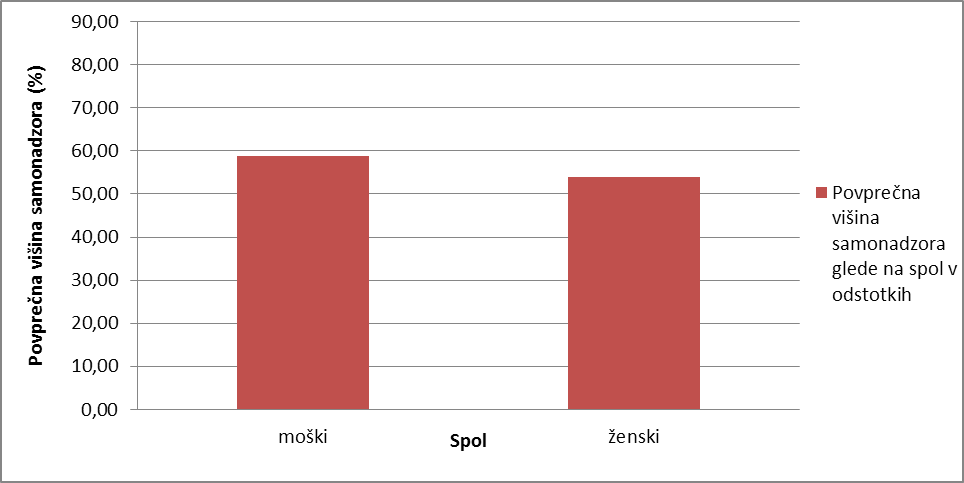 Povprečna višina samonadzora (%)
90,00
80,00
70,00
60,00
50,00
40,00
30,00
20,00
10,00
0,00
moški
ženski
Spol
Povprečna
višina
samonadzora
glede na spol v
odstotkih